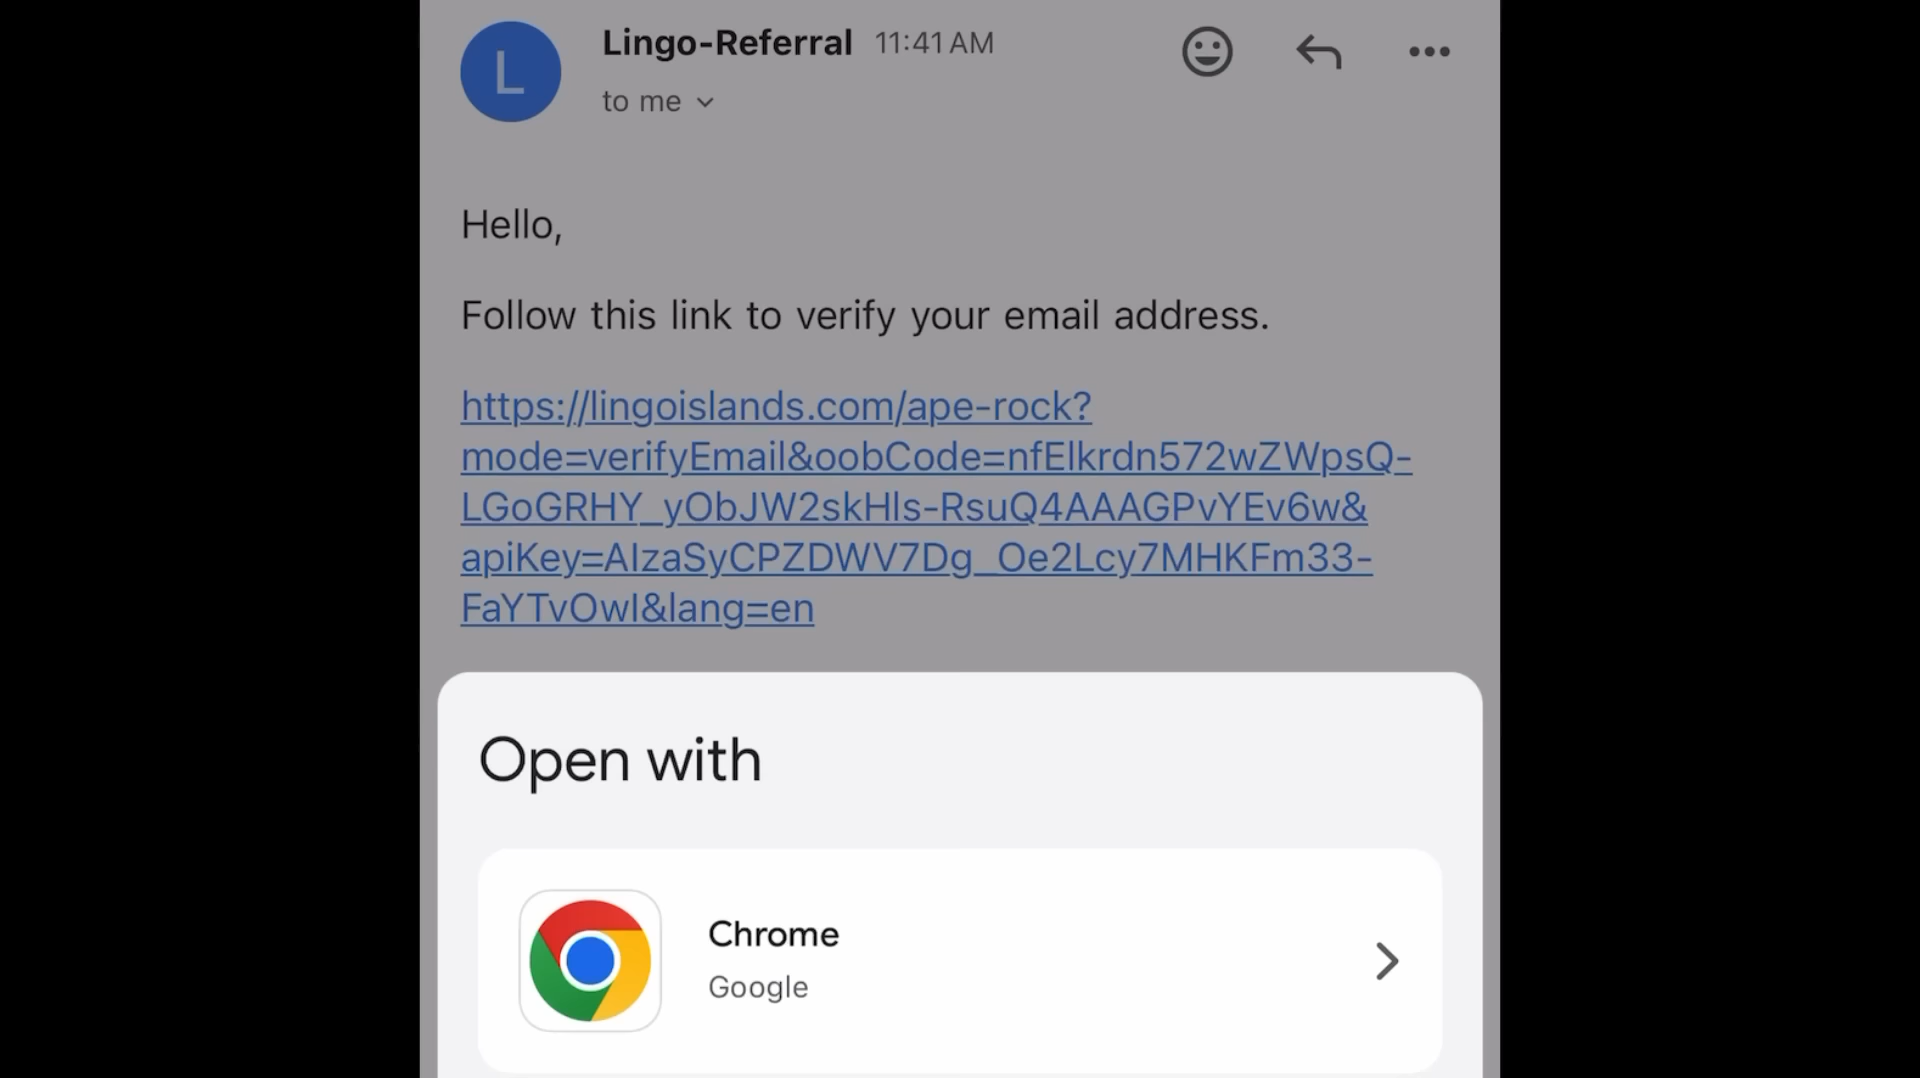 L
Lingo-Referral 11:41 AM
to me
Hello,
Follow this link to verify your email address.
https://lingoislands.com/ape-rock?
mode=verifyEmail&oobCode=nfElkrdn572wZWpsQ-
LGoGRHY_yObJW2skHls-RsuQ4AAAGPvYEv6w&
apiKey=AIzaSyCPZDWV7Dg_Oe2Lcy7MHKFm33-
FaYTvOwI&lang=en
Open with
Chrome
Google